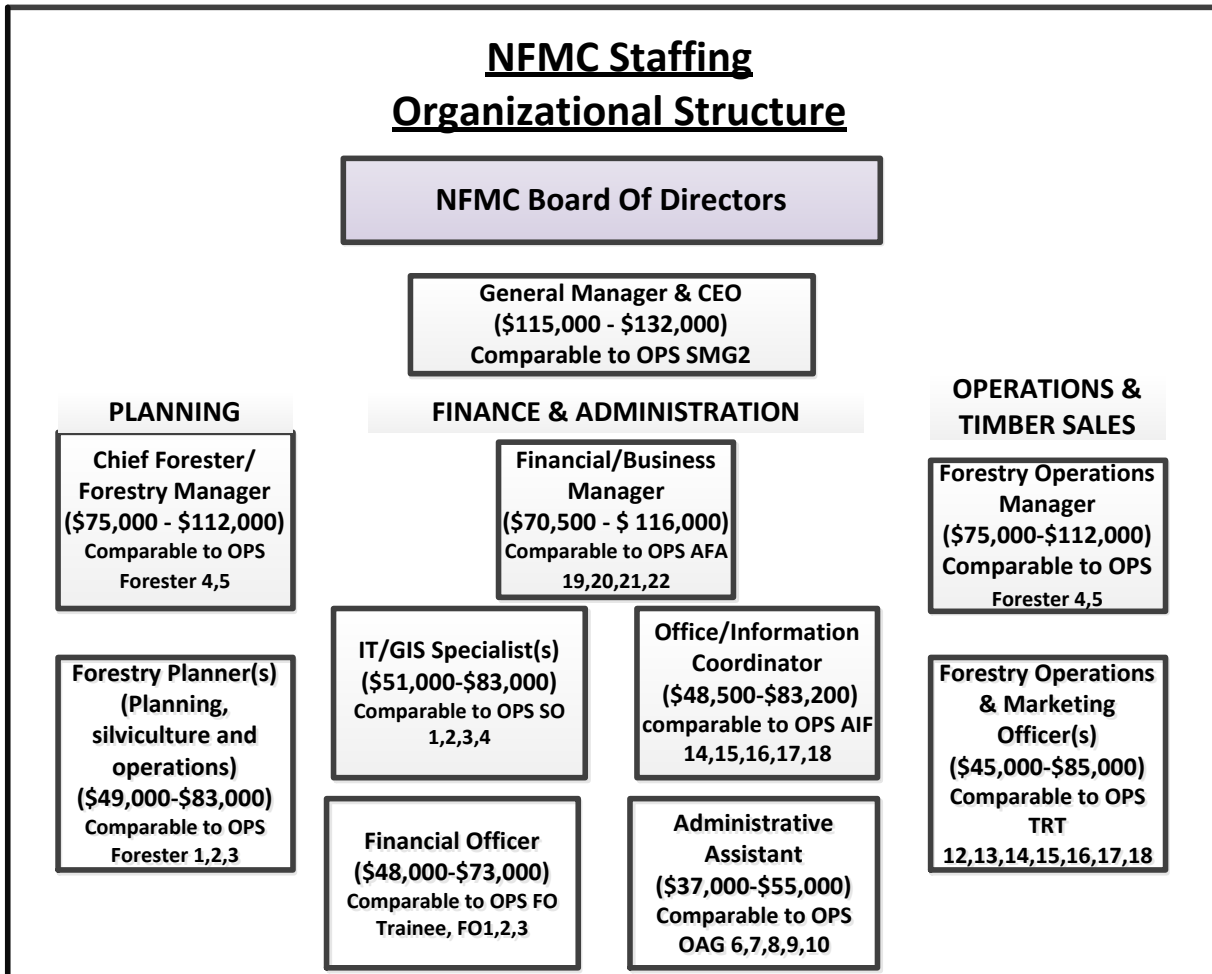 NFMC Staffing
Organizational Structure
NFMC Board Of Directors
General Manager & CEO
($115,000 - $132,000)
Comparable to OPS SMG2
PLANNING
Chief Forester/
Forestry Manager
($75,000 - $112,000)
Comparable to OPS
Forester 4,5
Forestry Planner(s)
(Planning,
silviculture and
operations)
($49,000-$83,000)
Comparable to OPS
Forester 1,2,3
FINANCE & ADMINISTRATION
Financial/Business
Manager
($70,500 - $ 116,000)
Comparable to OPS AFA
19,20,21,22
IT/GIS Specialist(s)
($51,000-$83,000)
Comparable to OPS SO
1,2,3,4
Office/Information
Coordinator
($48,500-$83,200)
comparable to OPS AIF
14,15,16,17,18
Financial Officer
($48,000-$73,000)
Comparable to OPS FO
Trainee, FO1,2,3
Administrative
Assistant
($37,000-$55,000)
Comparable to OPS
OAG 6,7,8,9,10
OPERATIONS &
TIMBER SALES
Forestry Operations
Manager
($75,000-$112,000)
Comparable to OPS
Forester 4,5
Forestry Operations
& Marketing
Officer(s)
($45,000-$85,000)
Comparable to OPS
TRT
12,13,14,15,16,17,18